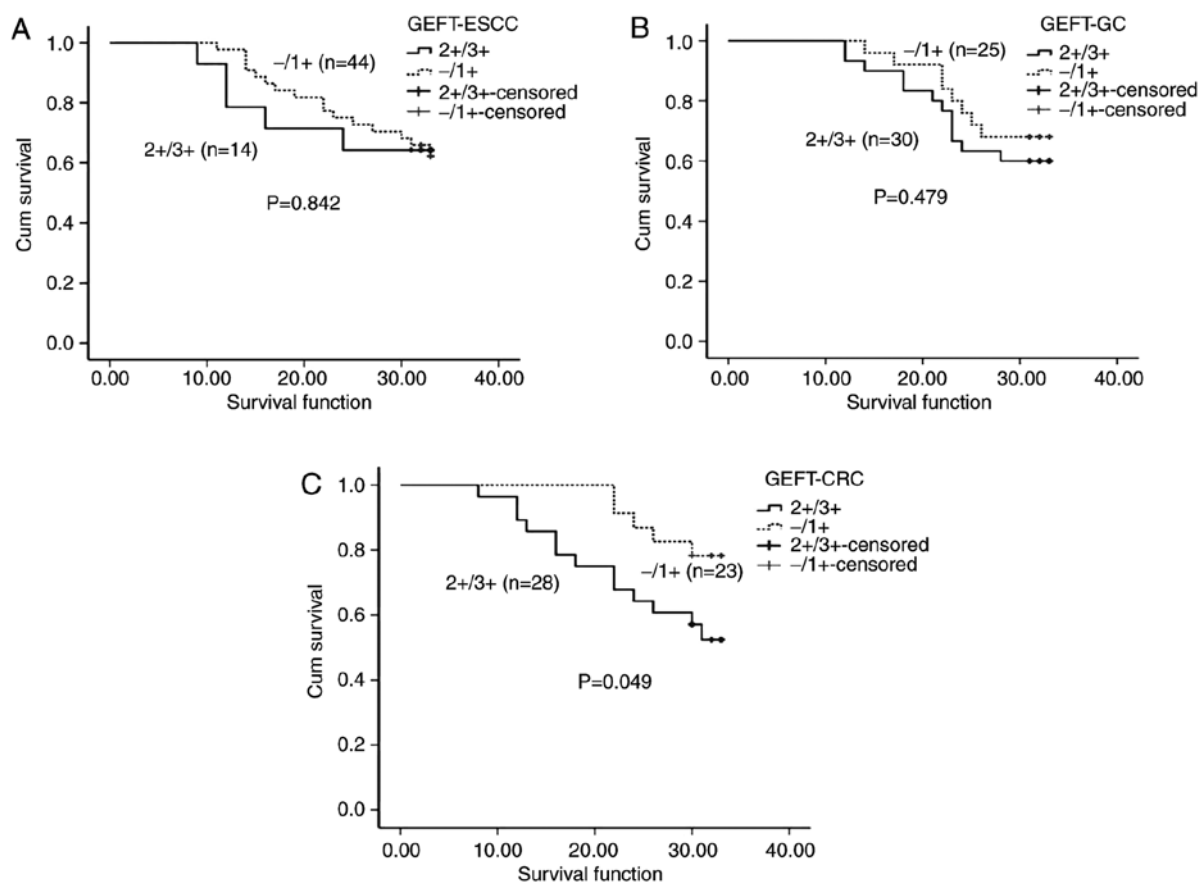 A
GEFT-ESCC
2+/3+
−/1+
2+/3+-censored
−/1+-censored
−/1+ (n=44)
2+/3+ (n=14)
P=0.842
Cum survival
1.0
0.8
0.6
0.4
0.2
0.0
0.00 10.00 20.00 30.00 40.00
Survival function
B
GEFT-GC
2+/3+
−/1+
2+/3+-censored
−/1+-censored
−/1+ (n=25)
2+/3+ (n=30)
P=0.479
Cum survival
1.0
0.8
0.6
0.4
0.2
0.0
0.00 10.00 20.00 30.00 40.00
Survival function
C
GEFT-CRC
2+/3+
−/1+
2+/3+-censored
−/1+-censored
−/1+ (n=23)
2+/3+ (n=28)
P=0.049
Cum survival
1.0
0.8
0.6
0.4
0.2
0.0
0.00 10.00 20.00 30.00 40.00
Survival function